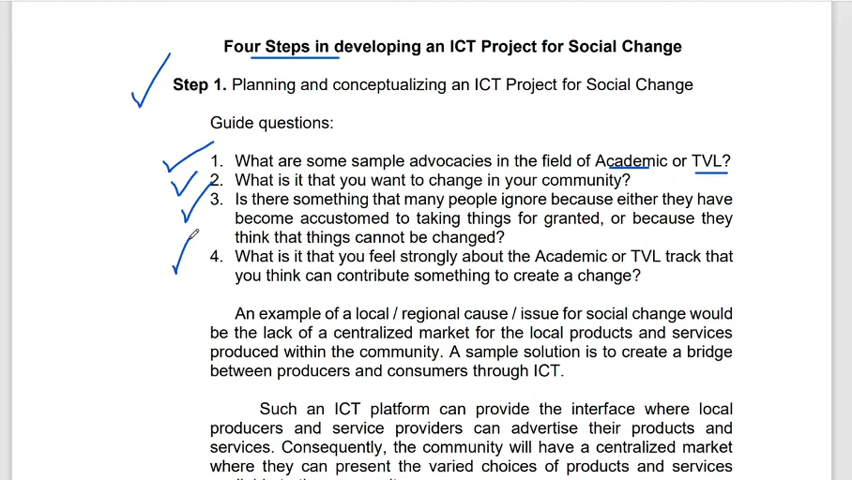 Four Steps in developing an ICT Project for Social Change
Step 1. Planning and conceptualizing an ICT Project for Social Change
Guide questions:
1. What are some sample advocacies in the field of Academic or TVL?
2. What is it that you want to change in your community?
3. Is there something that many people ignore because either they have
become accustomed to taking things for granted, or because they
think that things cannot be changed?
4. What is it that you feel strongly about the Academic or TVL track that
you think can contribute something to create a change?
An example of a local / regional cause / issue for social change would
be the lack of a centralized market for the local products and services
produced within the community. A sample solution is to create a bridge
between producers and consumers through ICT.
Such an ICT platform can provide the interface where local
producers and service providers can advertise their products and
services. Consequently, the community will have a centralized market
where they can present the varied choices of products and services